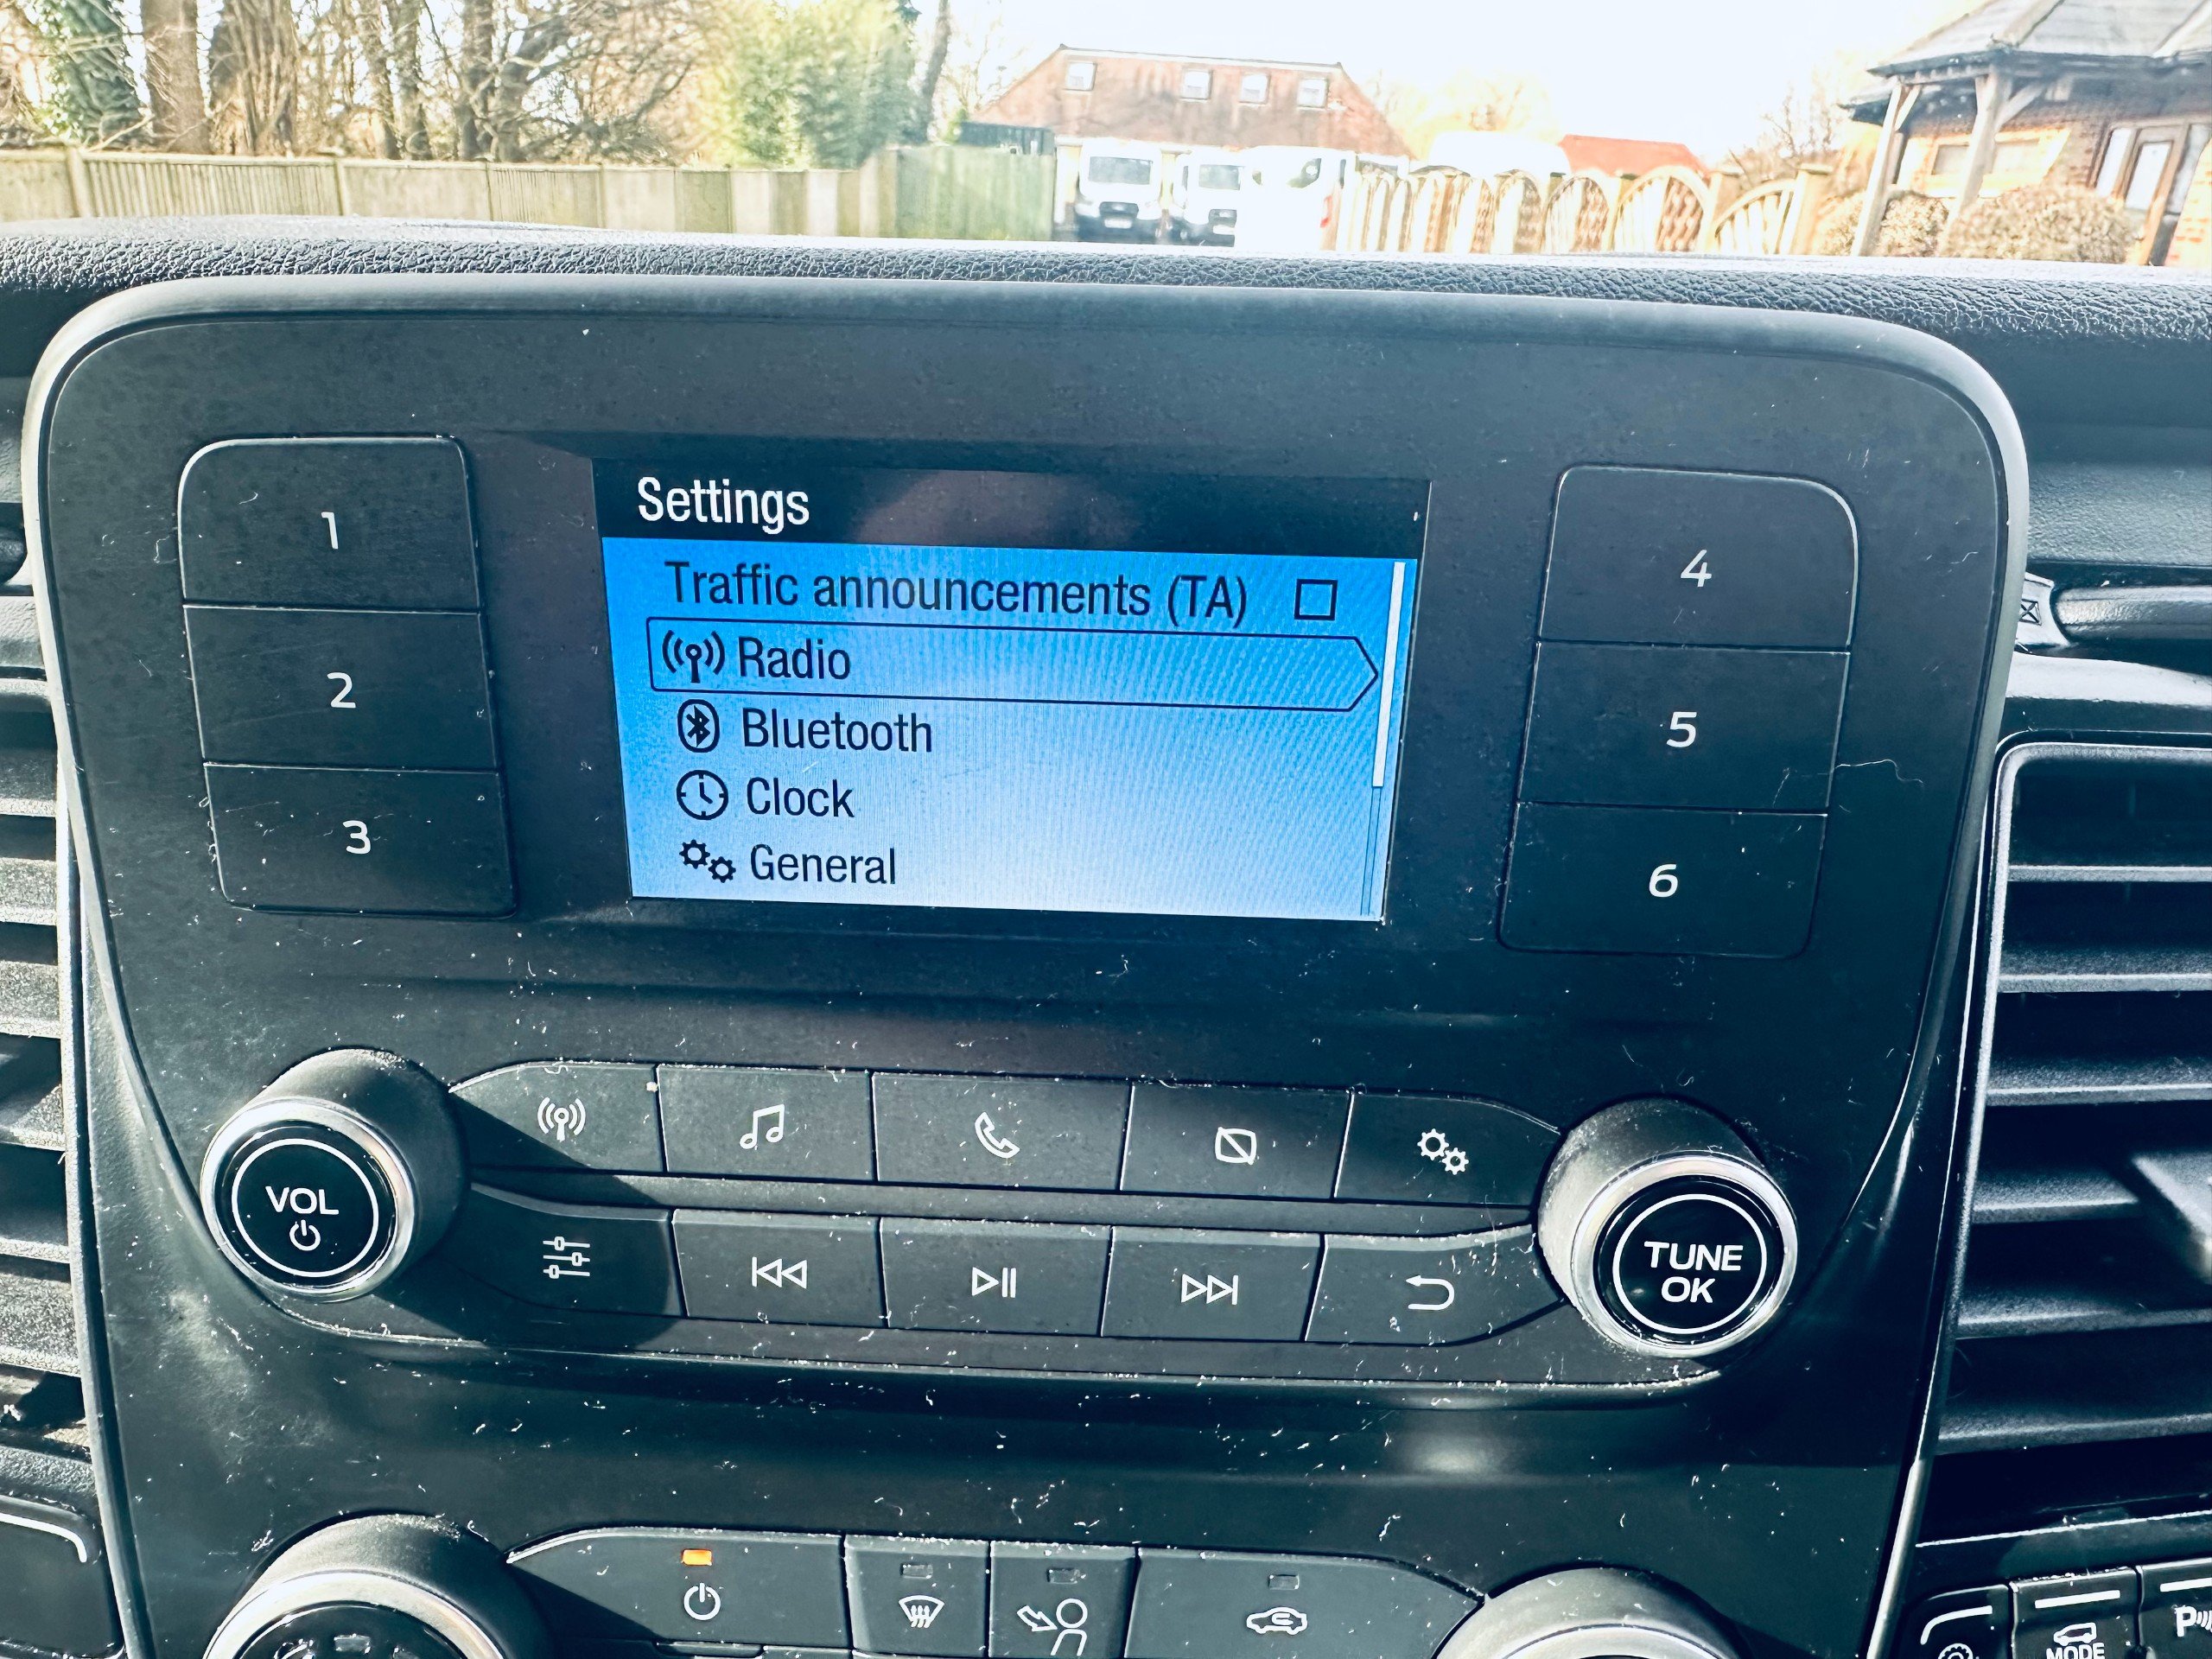 Settings
Traffic announcements (TA)
Radio
Bluetooth
Clock
General
1
2
3
4
5
6
VOL
TUNE
OK
MODE
P